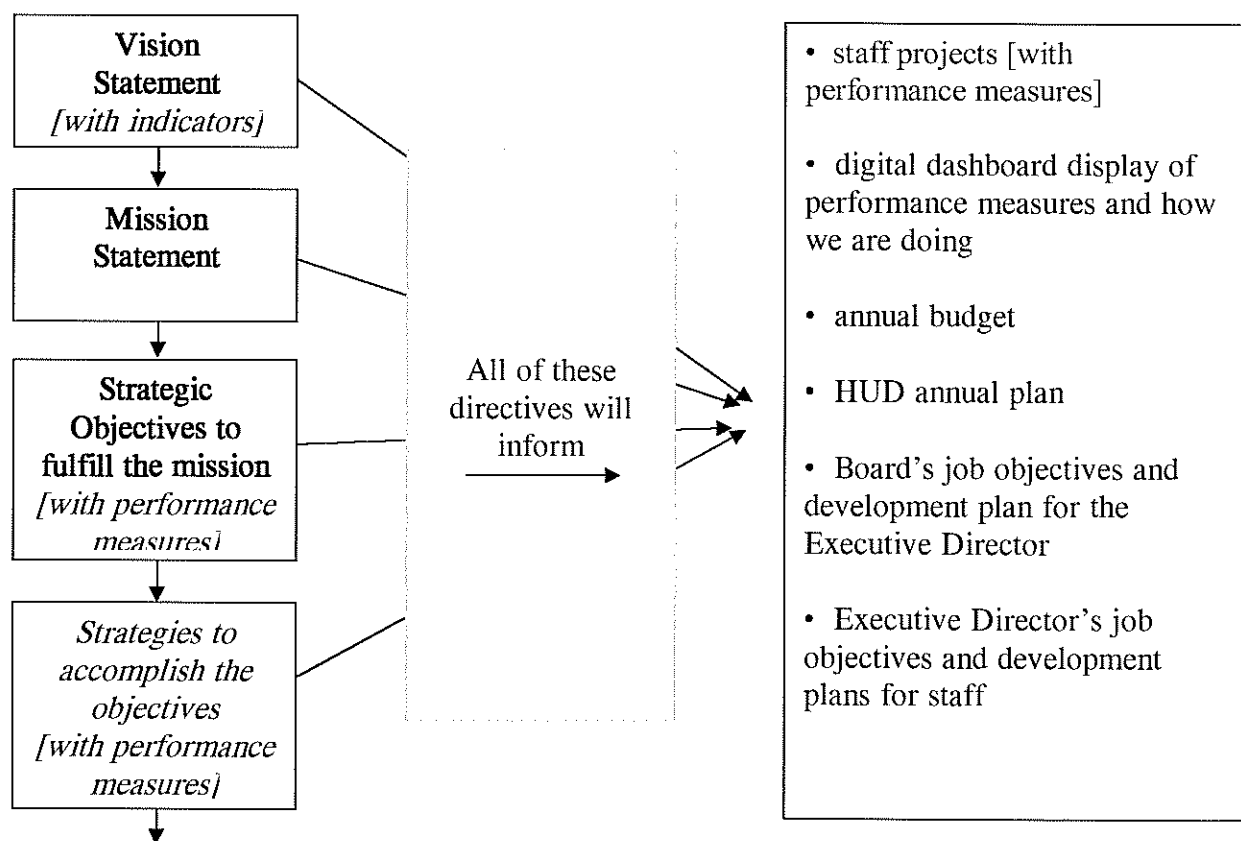 Vision
Statement
[with indicators]
Mission
Statement
Strategic
Objectives to
fulfill the mission
[with performance
measures]
Strategies to
accomplish the
objectives
[with performance
measures]
All of these
directives will
inform
• staff projects [with
performance measures]
• digital dashboard display of
performance measures and how
we are doing
• annual budget
• HUD annual plan
• Board's job objectives and
development plan for the
Executive Director
• Executive Director's job
objectives and development
plans for staff